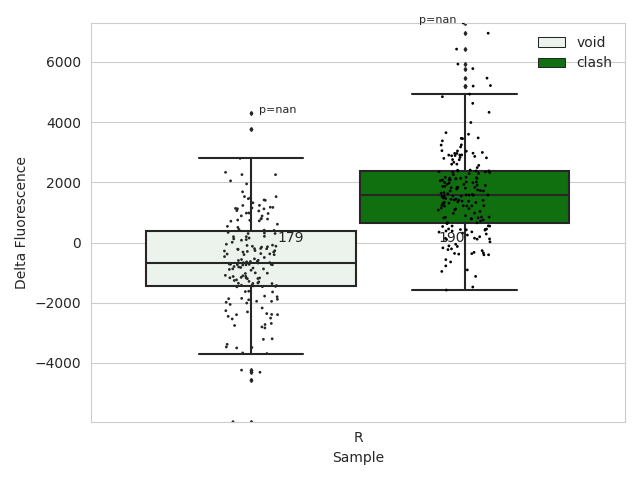 p=nan
void
clash
p=nan
179
190
6000
4000
2000
0
−2000
−4000
Delta Fluorescence
R
Sample